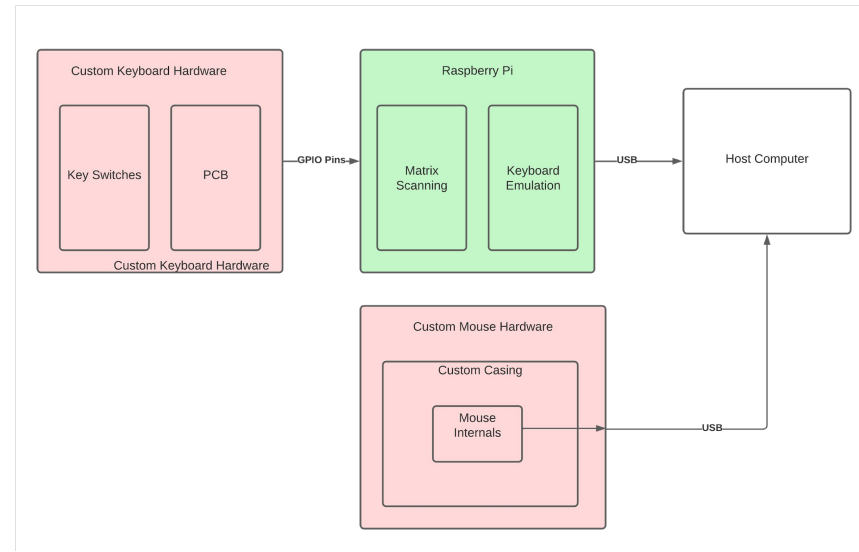 Custom Keyboard Hardware
Key Switches
PCB
Custom Keyboard Hardware
GPIO Pins
Raspberry Pi
Matrix
Scanning
Keyboard
Emulation
USB
Host Computer
Custom Mouse Hardware
Custom Casing
Mouse
Internals
USB